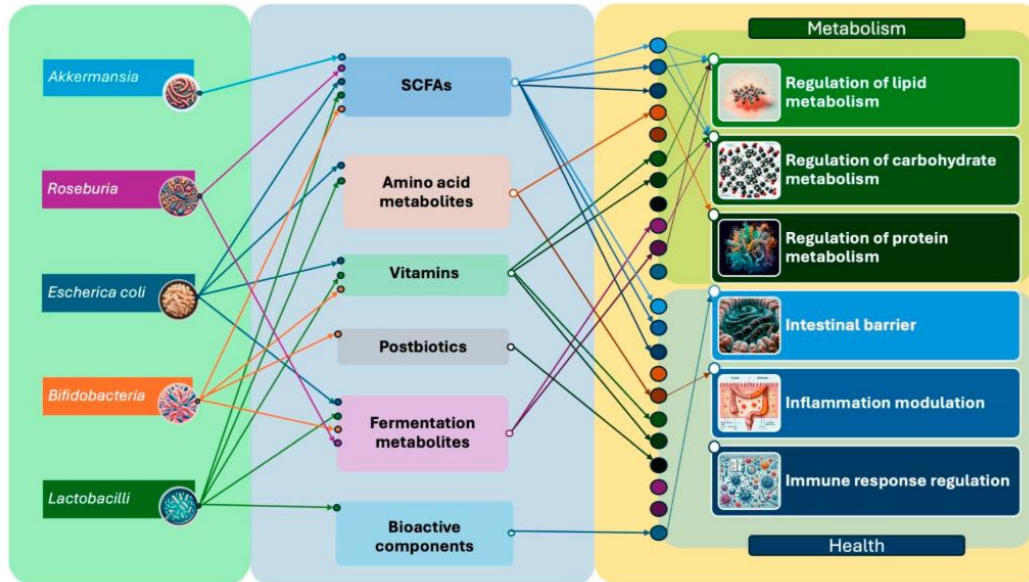 Akkermansia
Roseburia
Escherica coli
Bifidobacteria
Lactobacilli
SCFAs
Amino acid
metabolites
Vitamins
Postbiotics
Fermentation
metabolites
Bioactive
components
Metabolism
Regulation of lipid
metabolism
Regulation of carbohydrate
metabolism
Regulation of protein
metabolism
Intestinal barrier
Inflammation modulation
Immune response regulation
Health